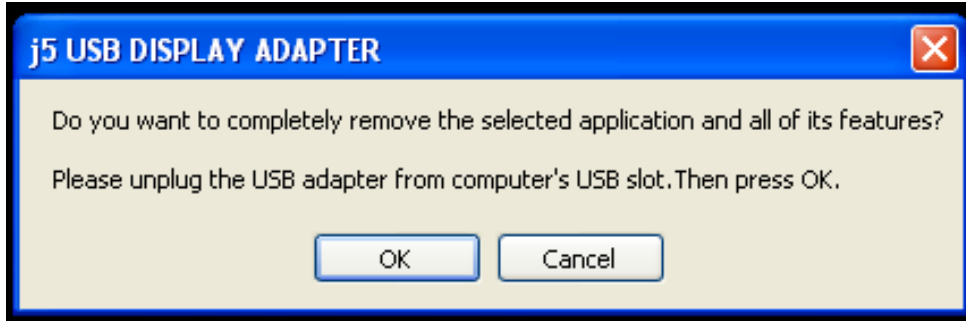 j5 USB DISPLAY ADAPTER
Do you want to completely remove the selected application and all of its features?
Please unplug the USB adapter from computer's USB slot.Then press OK.
OK
Cancel